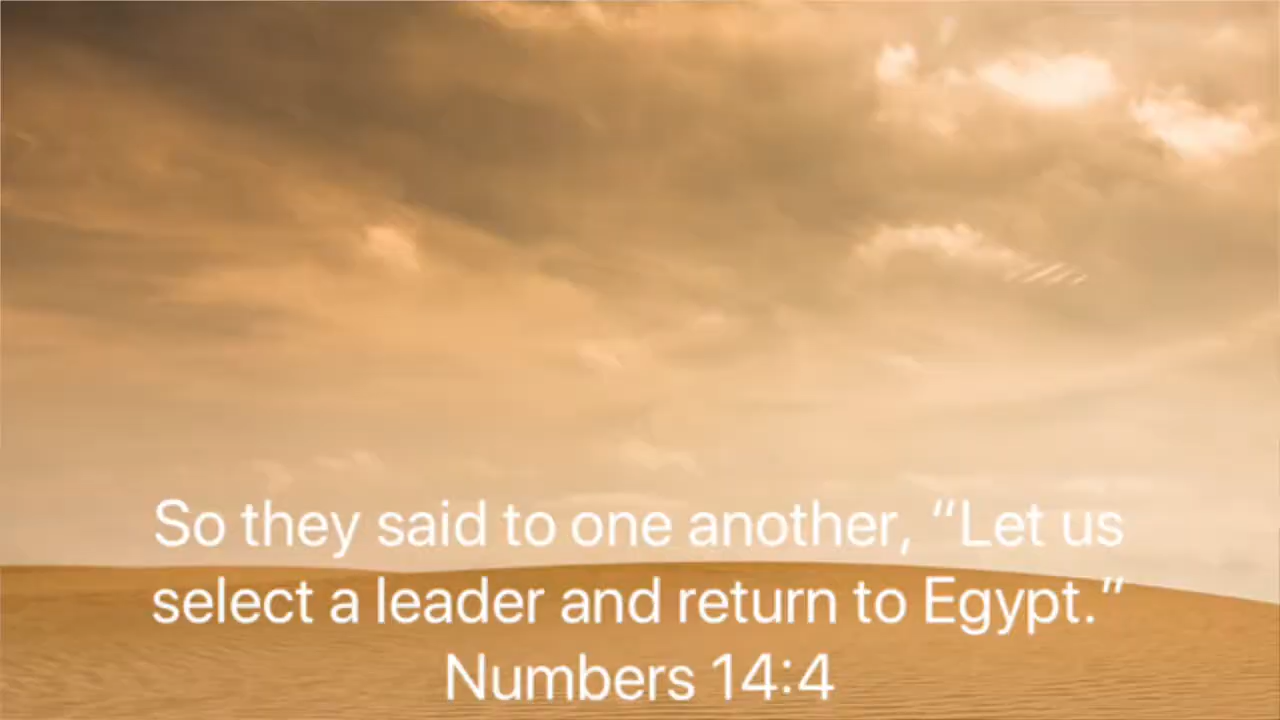 So they said to one another, “Let us
select a leader and return to Egypt.”
Numbers 14:4